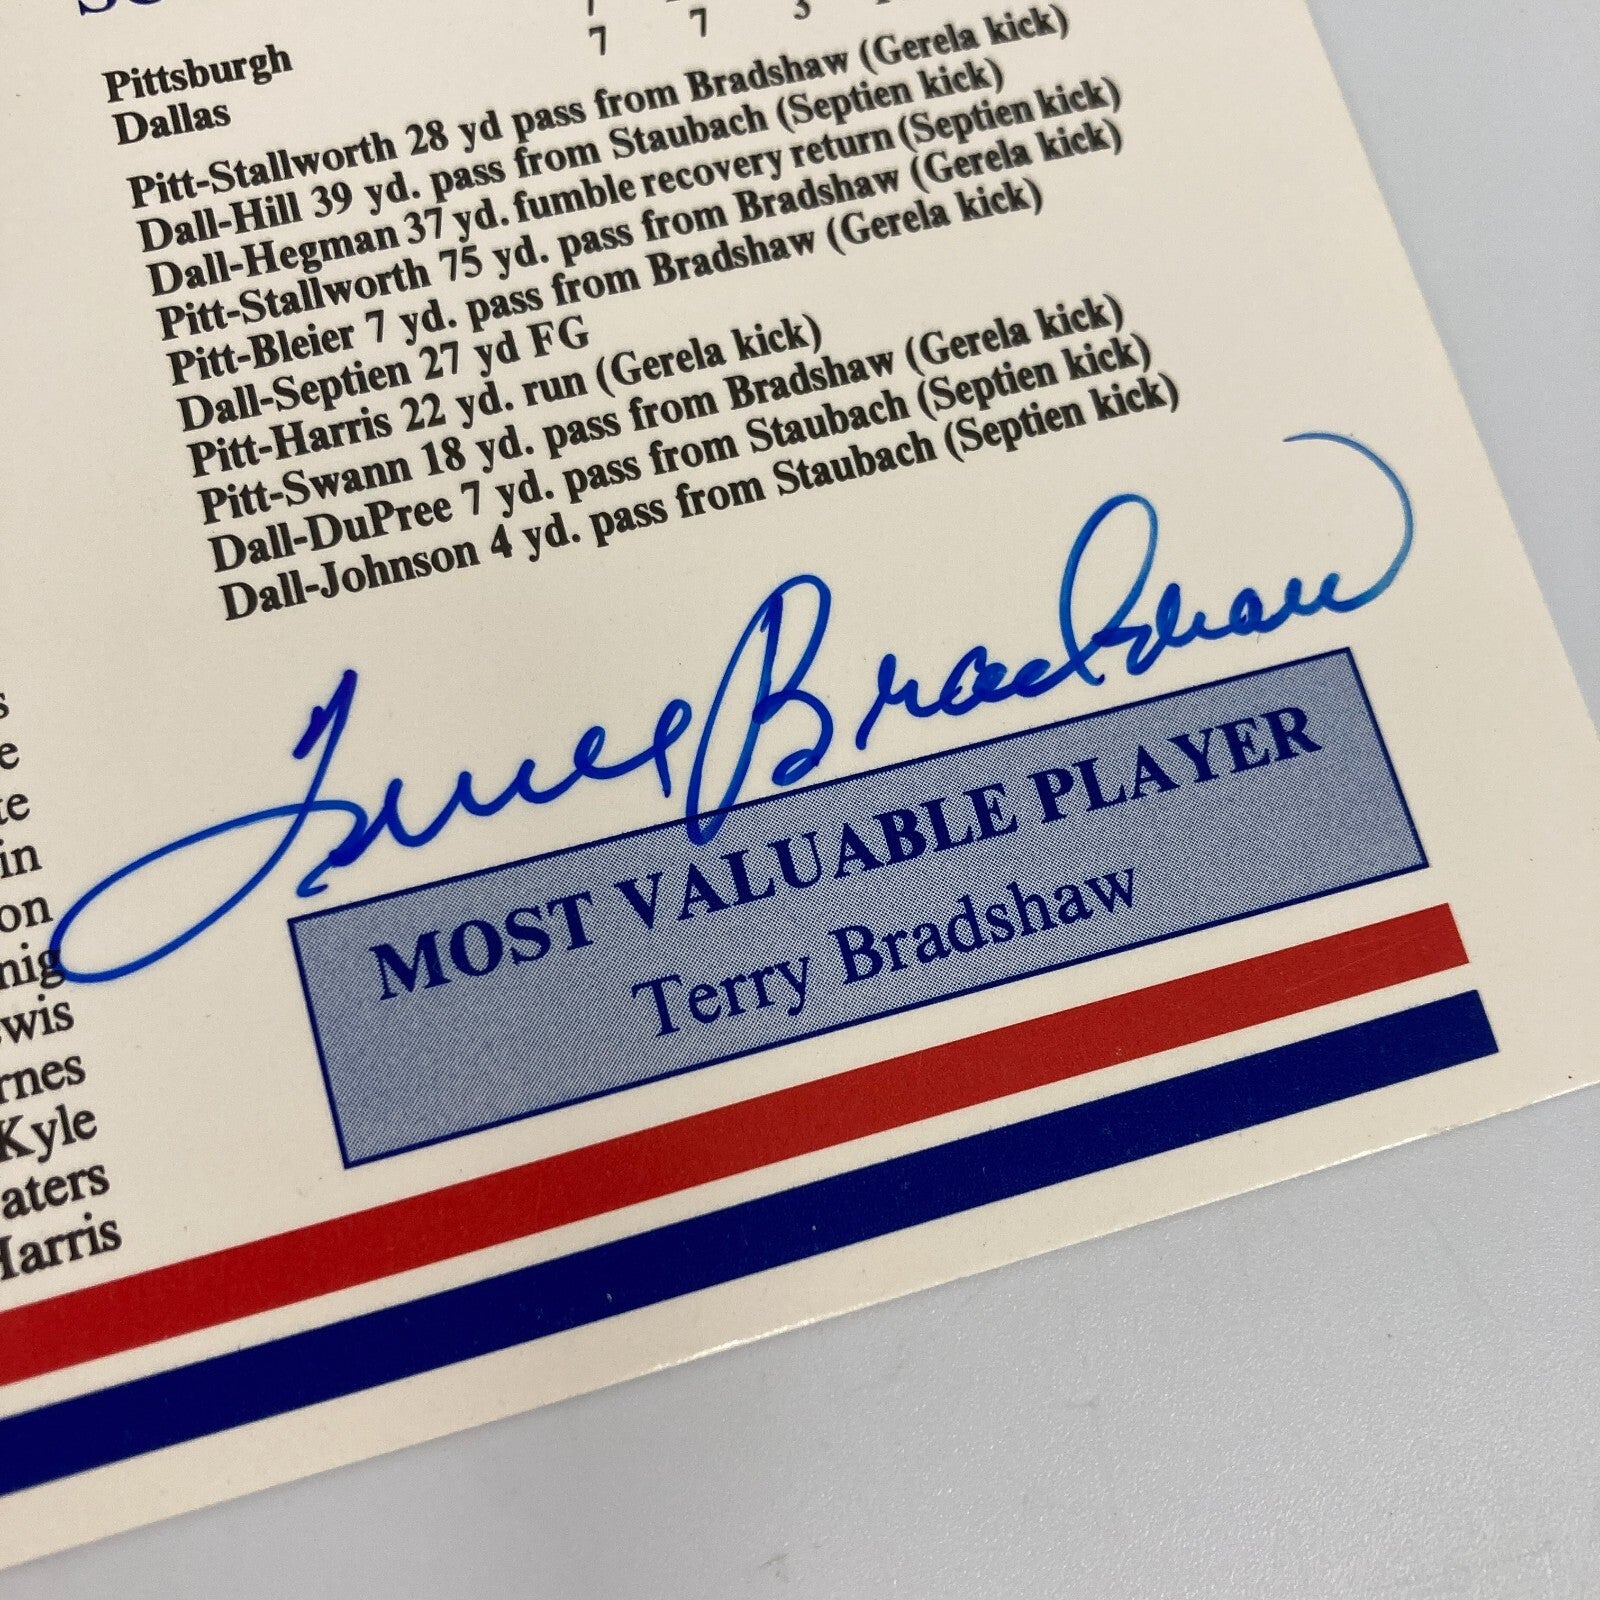 Pittsburgh
Dallas 7 7 3
Pitt-Stallworth 28 yd pass from Bradshaw (Gerela kick)
Dall-Hill 39 yd. pass from Staubach (Septien kick)
Dall-Hegman 37 yd. fumble recovery return (Septien kick)
Pitt-Stallworth 75 yd. pass from Bradshaw (Gerela kick)
Pitt-Bleier 7 yd. pass from Bradshaw (Gerela kick)
Dall-Septien 27 yd FG
Pitt-Harris 22 yd. run (Gerela kick)
Pitt-Swann 18 yd. pass from Bradshaw (Gerela kick)
Dall-DuPree 7 yd. pass from Staubach (Septien kick)
Dall-Johnson 4 yd. pass from Staubach (Septien kick)
Terry Bradshaw
MOST VALUABLE PLAYER
Terry Bradshaw
in
on
nig
wis
rnes
Kyle
aters
Harris